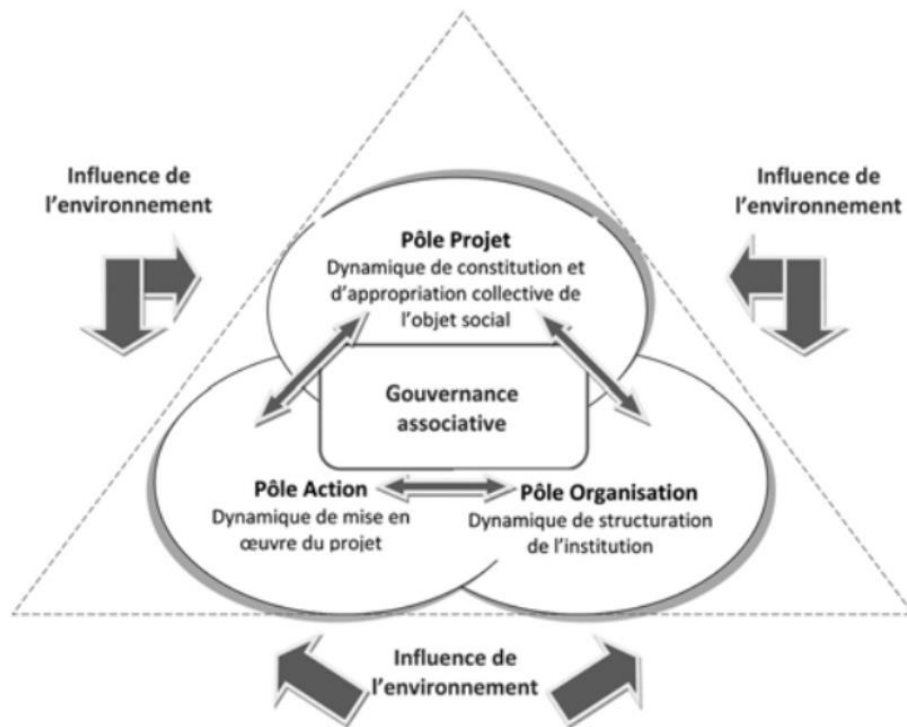 Influence de
l'environnement
Influence de
l'environnement
Pôle Projet
Dynamique de constitution et
d'appropriation collective de
l'objet social
Gouvernance
associative
Pôle Action
Dynamique de mise en
œuvre du projet
Pôle Organisation
Dynamique de structuration
de l'institution
Influence de
l'environnement